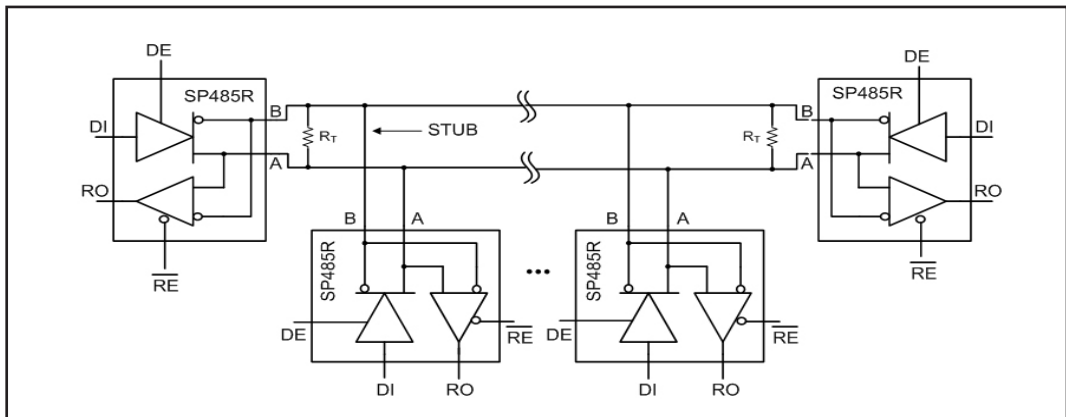 DE
DE
SP485R
SP485R
B
B
DI
STUB
DI
R_T
R_T
A
A
RO
RO
B
A
B
A
RE
RE
SP485R
SP485R
•••
DE
RE
DE
RE
DI
RO
DI
RO